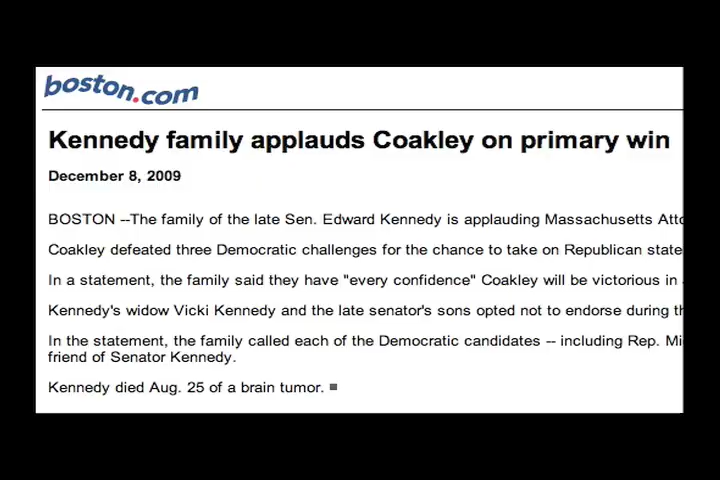 boston.com
Kennedy family applauds Coakley on primary win
December 8, 2009
BOSTON --The family of the late Sen. Edward Kennedy is applauding Massachusetts
Coakley defeated three Democratic challenges for the chance to take on Republican state
In a statement, the family said they have "every confidence" Coakley will be victorious in
Kennedy's widow Vicki Kennedy and the late senator's sons opted not to endorse during
In the statement, the family called each of the Democratic candidates -- including Rep.
friend of Senator Kennedy.
Kennedy died Aug. 25 of a brain tumor.